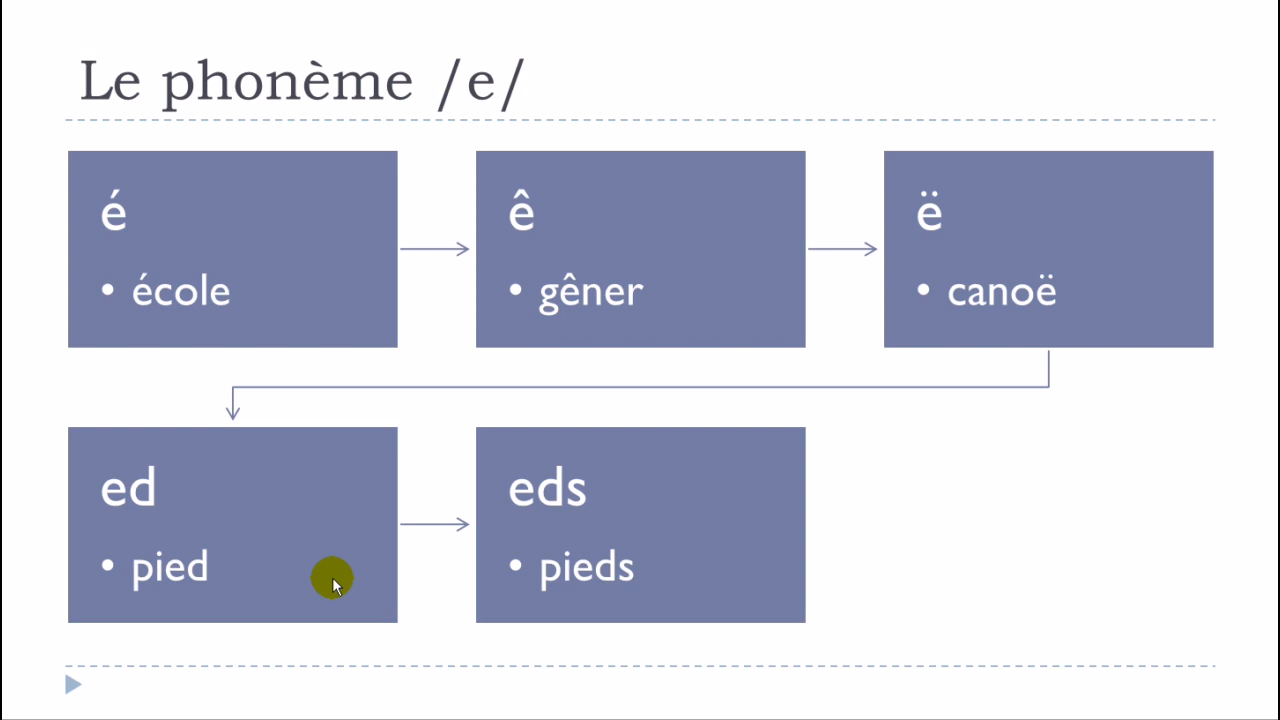 Le phonème /e/
é
• école
ê
• gêner
ë
• canoë
ed
• pied
eds
• pieds